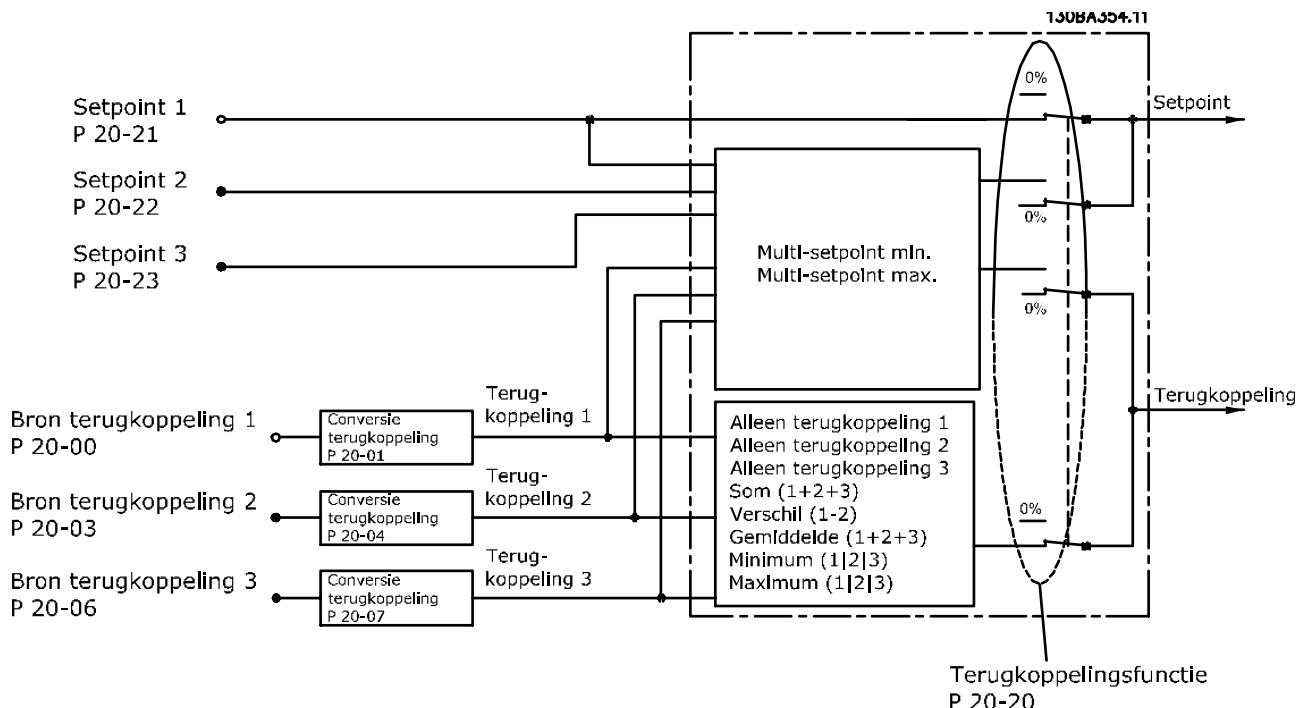 130BA354.11
0%
Setpoint 1
P 20-21
Setpoint
Setpoint 2
P 20-22
0%
Setpoint 3
P 20-23
Multi-setpoint min.
Multi-setpoint max.
0%
Bron terugkoppeling 1
P 20-00
Conversie
terugkoppeling
P 20-01
Terug-
koppeling 1
Terugkoppeling
Bron terugkoppeling 2
P 20-03
Conversie
terugkoppeling
P 20-04
Terug-
koppeling 2
Bron terugkoppeling 3
P 20-06
Conversie
terugkoppeling
P 20-07
Terug-
koppeling 3
Alleen terugkoppeling 1
Alleen terugkoppeling 2
Alleen terugkoppeling 3
Som (1+2+3)
Verschil (1-2)
Gemiddelde (1+2+3)
Minimum (1|2|3)
Maximum (1|2|3)
0%
Terugkoppelingsfunctie
P 20-20